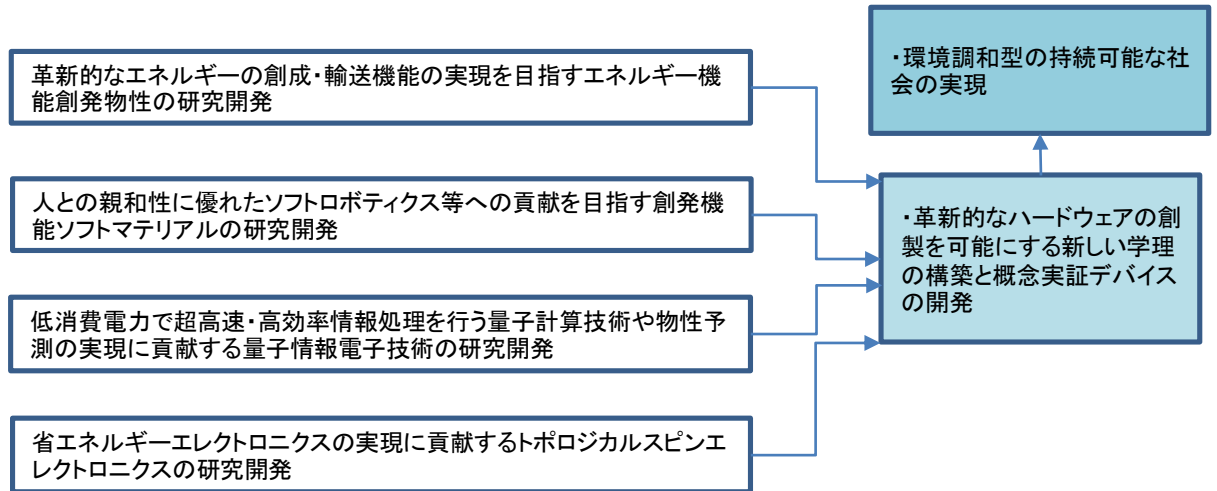 革新的なエネルギーの創成・輸送機能の実現を目指すエネルギー機
能創発物性の研究開発
人との親和性に優れたソフトロボティクス等への貢献を目指す創発機
能ソフトマテリアルの研究開発
低消費電力で超高速・高効率情報処理を行う量子計算技術や物性予
測の実現に貢献する量子情報電子技術の研究開発
省エネルギーエレクトロニクスの実現に貢献するトポロジカルスピンエ
レクトロニクスの研究開発
・環境調和型の持続可能な社
会の実現
・革新的なハードウェアの創
製を可能にする新しい学理
の構築と概念実証デバイス
の開発